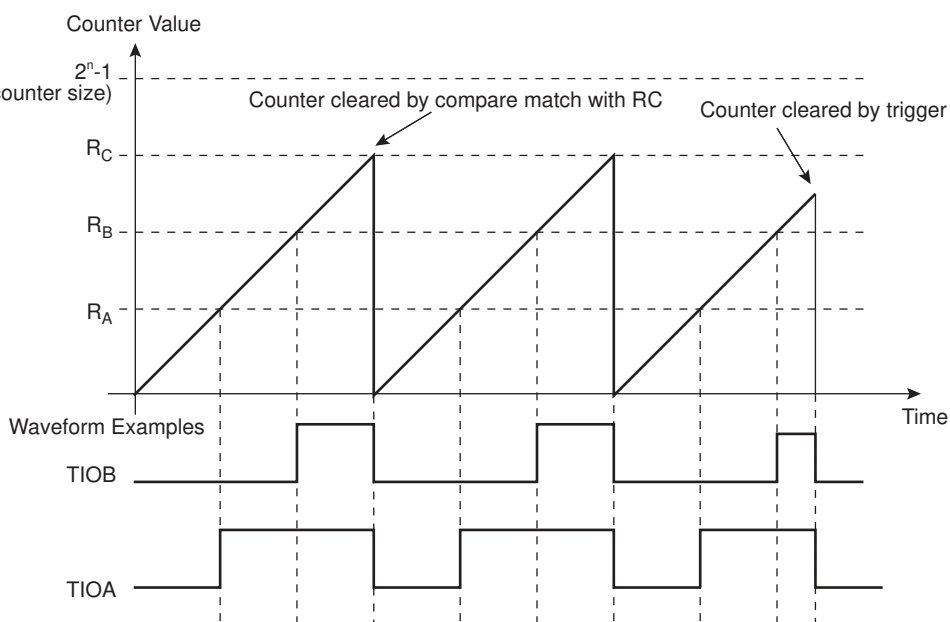 Counter Value
2ⁿ-1
counter size)
Counter cleared by compare match with RC
Counter cleared by trigger
R_C
R_B
R_A
Time
Waveform Examples
TIOB
TIOA